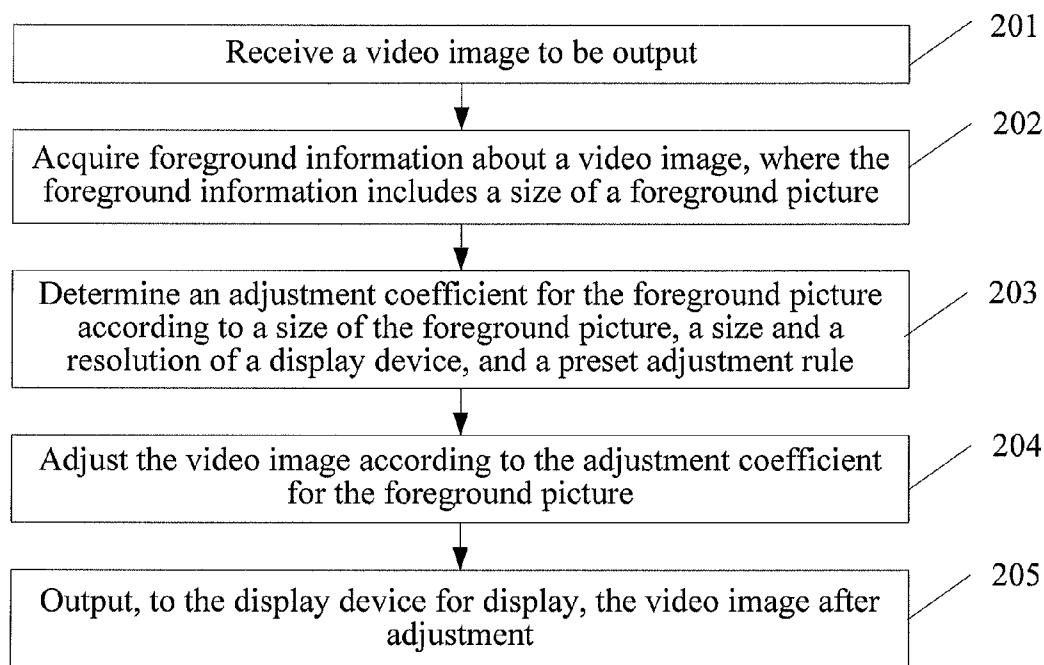 201
Receive a video image to be output
202
Acquire foreground information about a video image, where the
foreground information includes a size of a foreground picture
203
Determine an adjustment coefficient for the foreground picture
according to a size of the foreground picture, a size and a
resolution of a display device, and a preset adjustment rule
204
Adjust the video image according to the adjustment coefficient
for the foreground picture
205
Output, to the display device for display, the video image after
adjustment